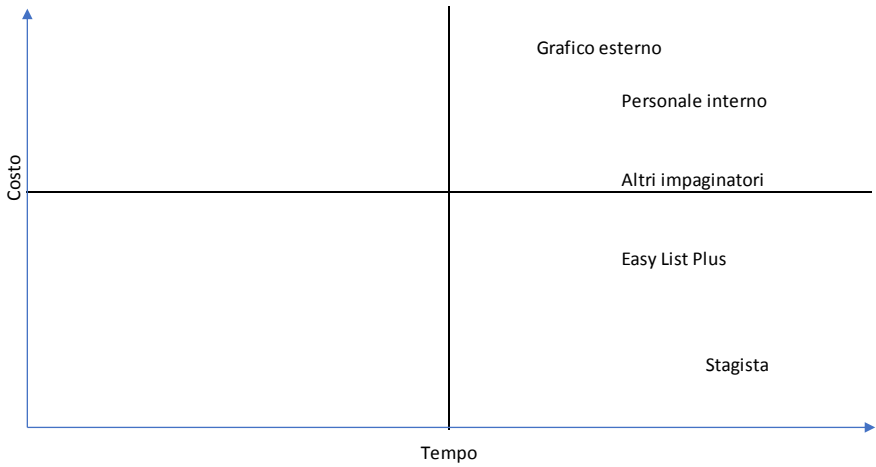 Grafico esterno
Personale interno
Costo
Altri impaginatori
Easy List Plus
Stagista
Tempo